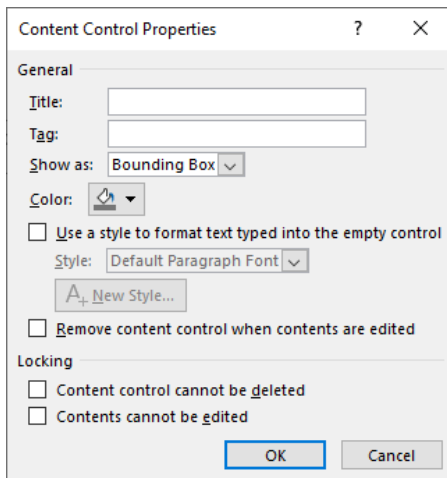 Content Control Properties ? ×
General
Title:
Tag:
Show as: Bounding Box
Color:
Use a style to format text typed into the empty control
Style: Default Paragraph Font
A+ New Style...
Remove content control when contents are edited
Locking
Content control cannot be deleted
Contents cannot be edited
OK Cancel